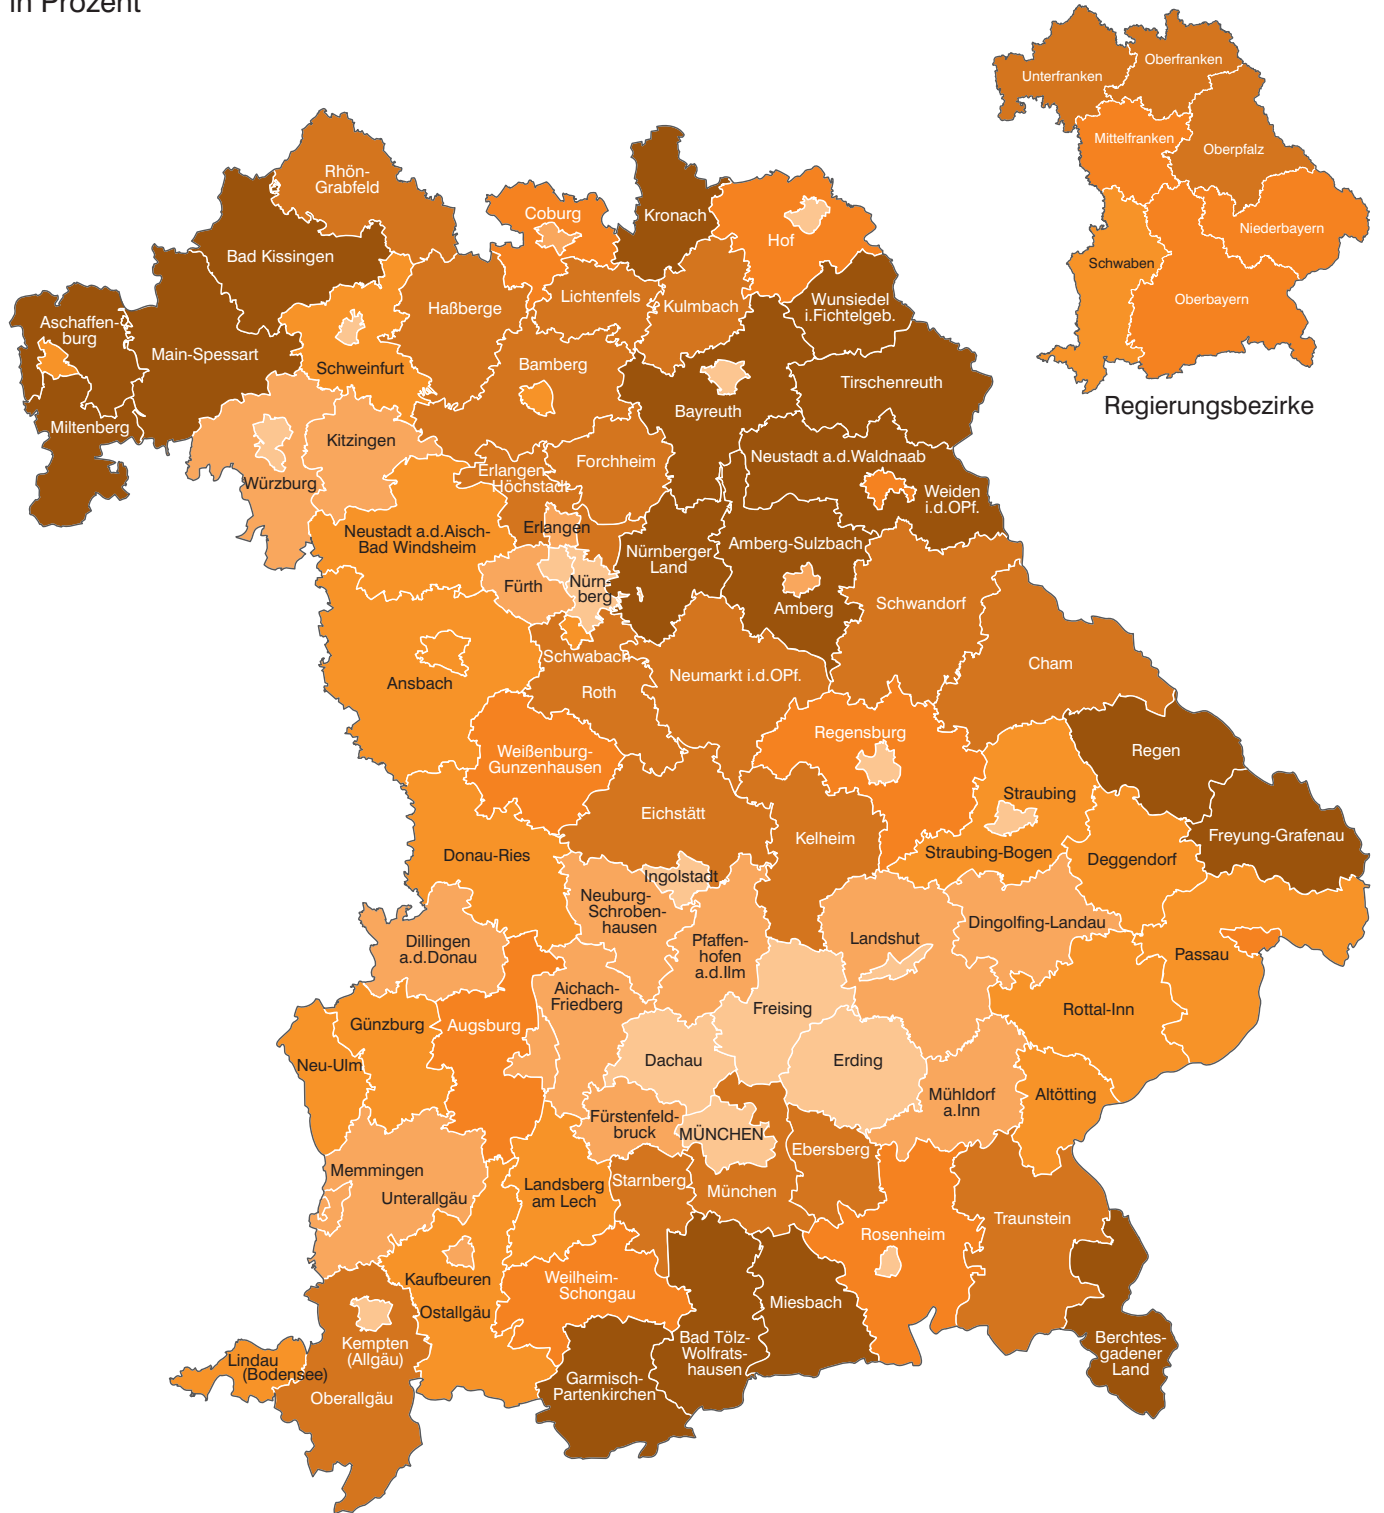 in Prozent
Unterfranken
Oberfranken
Mittelfranken
Oberpfalz
Niederbayern
Schwaben
Oberbayern
Regierungsbezirke
Rhön-
Grabfeld
Coburg
Kronach
Hof
Bad Kissingen
Haßberge
Lichtenfels
Kulmbach
Wunsiedel
i.Fichtelgeb.
Aschaffen-
burg
Main-Spessart
Schweinfurt
Bamberg
Bayreuth
Tirschenreuth
Miltenberg
Kitzingen
Würzburg
Erlangen-
Höchstadt
Forchheim
Neustadt a.d.Waldnaab
Weiden
i.d.OPf.
Neustadt a.d.Aisch-
Bad Windsheim
Erlangen
Nürnberger
Land
Amberg-Sulzbach
Fürth
Nürn-
berg
Amberg
Schwandorf
Schwabach
Ansbach
Roth
Neumarkt i.d.OPf.
Cham
Weißenburg-
Gunzenhausen
Regensburg
Regen
Eichstätt
Kelheim
Straubing
Straubing-Bogen
Deggendorf
Freyung-Grafenau
Donau-Ries
Ingolstadt
Neuburg-
Schroben-
hausen
Dillingen
a.d.Donau
Pfaffen-
hofen
a.d.Ilm
Landshut
Dingolfing-Landau
Passau
Aichach-
Friedberg
Freising
Rottal-Inn
Günzburg
Augsburg
Neu-Ulm
Dachau
Erding
Mühldorf
a.Inn
Altötting
Fürstenfeld-
bruck
MÜNCHEN
Ebersberg
Memmingen
Unterallgäu
Landsberg
am Lech
Starnberg
München
Traunstein
Rosenheim
Kaufbeuren
Ostallgäu
Weilheim-
Schongau
Miesbach
Kempten
(Allgäu)
Bad Tölz-
Wolfrats-
hausen
Berchtes-
gadener
Land
Lindau
(Bodensee)
Oberallgäu
Garmisch-
Partenkirchen